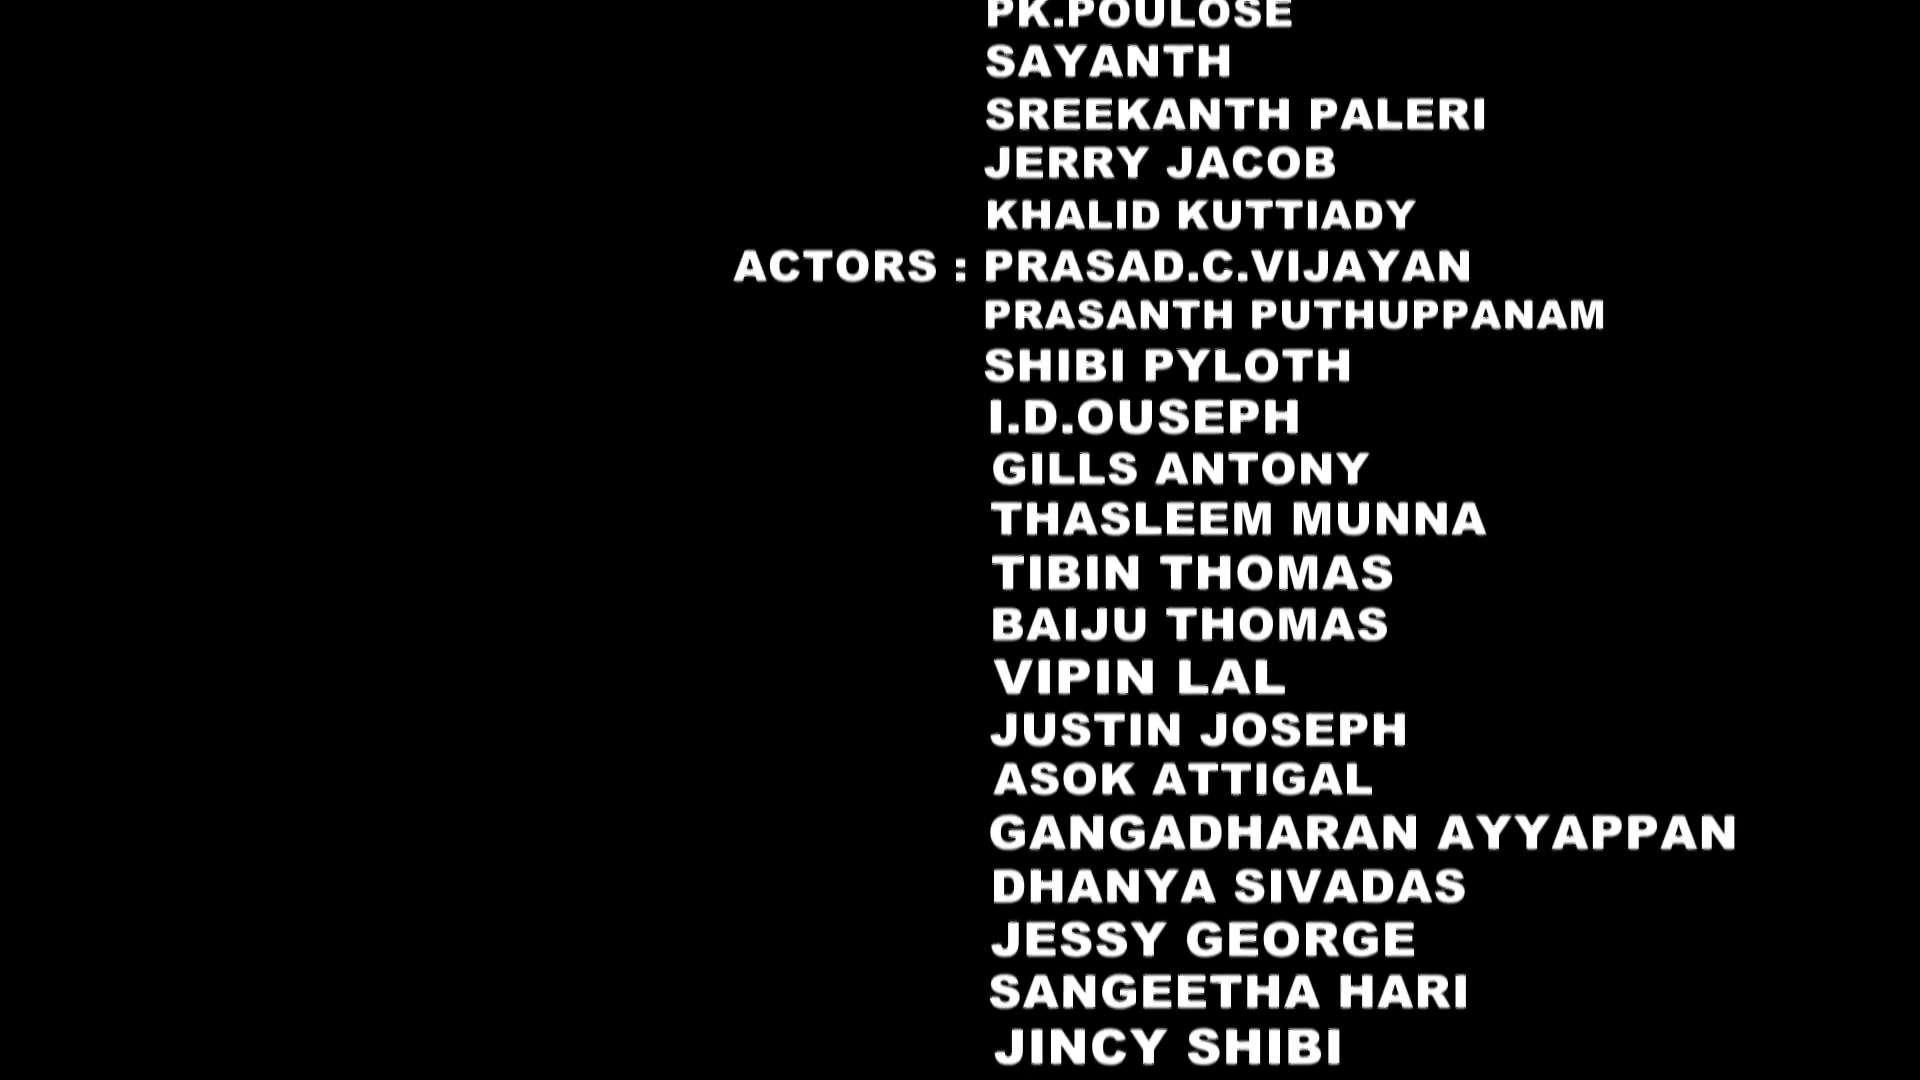 PK.POULOSE
SAYANTH
SREEKANTH PALERI
JERRY JACOB
KHALID KUTTIADY
ACTORS : PRASAD.C.VIJAYAN
PRASANTH PUTHUPPANAM
SHIBI PYLOTH
I.D.OUSEPH
GILLS ANTONY
THASLEEM MUNNA
TIBIN THOMAS
BAIJU THOMAS
VIPIN LAL
JUSTIN JOSEPH
ASOK ATTIGAL
GANGADHARAN AYYAPPAN
DHANYA SIVADAS
JESSY GEORGE
SANGEETHA HARI
JINCY SHIBI